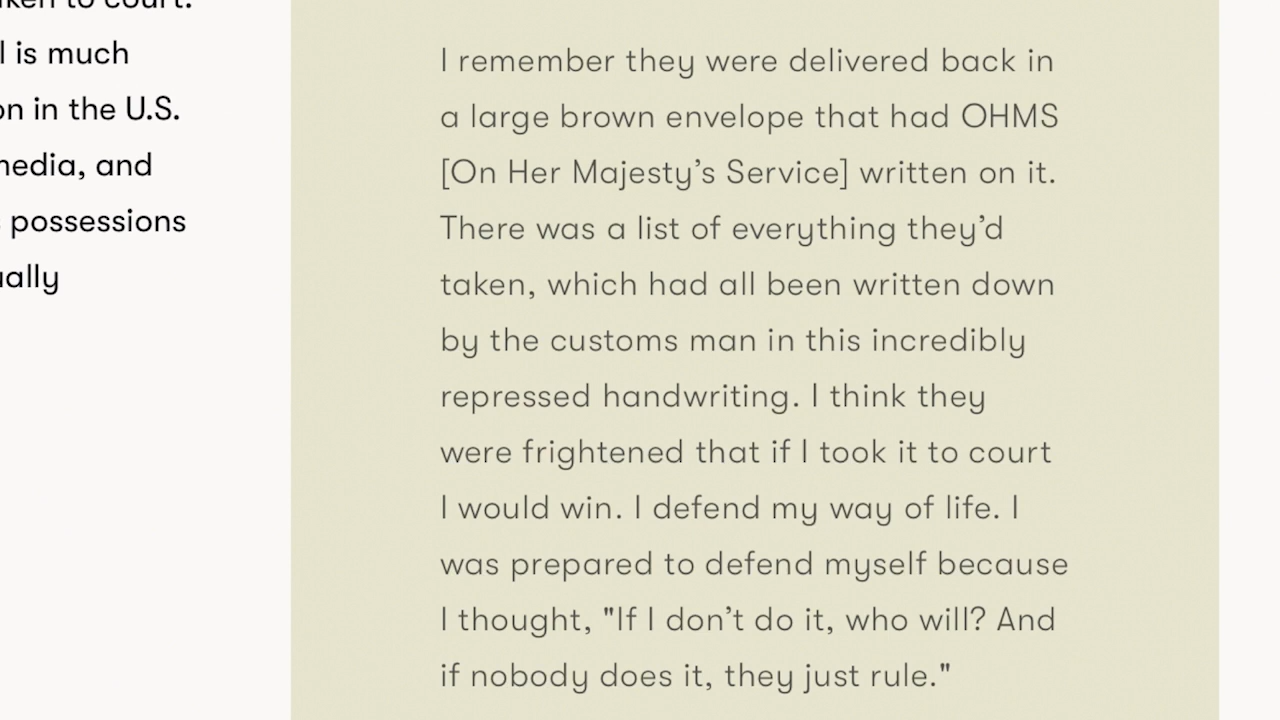 taken to court.
is much
in the U.S.
media, and
possessions
I remember they were delivered back in
a large brown envelope that had OHMS
[On Her Majesty’s Service] written on it.
There was a list of everything they’d
taken, which had all been written down
by the customs man in this incredibly
repressed handwriting. I think they
were frightened that if I took it to court
I would win. I defend my way of life. I
was prepared to defend myself because
I thought, "If I don’t do it, who will? And
if nobody does it, they just rule."